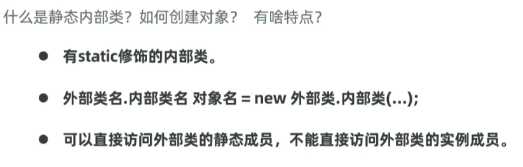 什么是静态内部类？如何创建对象？ 有啥特点？
● 有static修饰的内部类。
● 外部类名.内部类名 对象名 = new 外部类.内部类(…);
● 可以直接访问外部类的静态成员，不能直接访问外部类的实例成员。